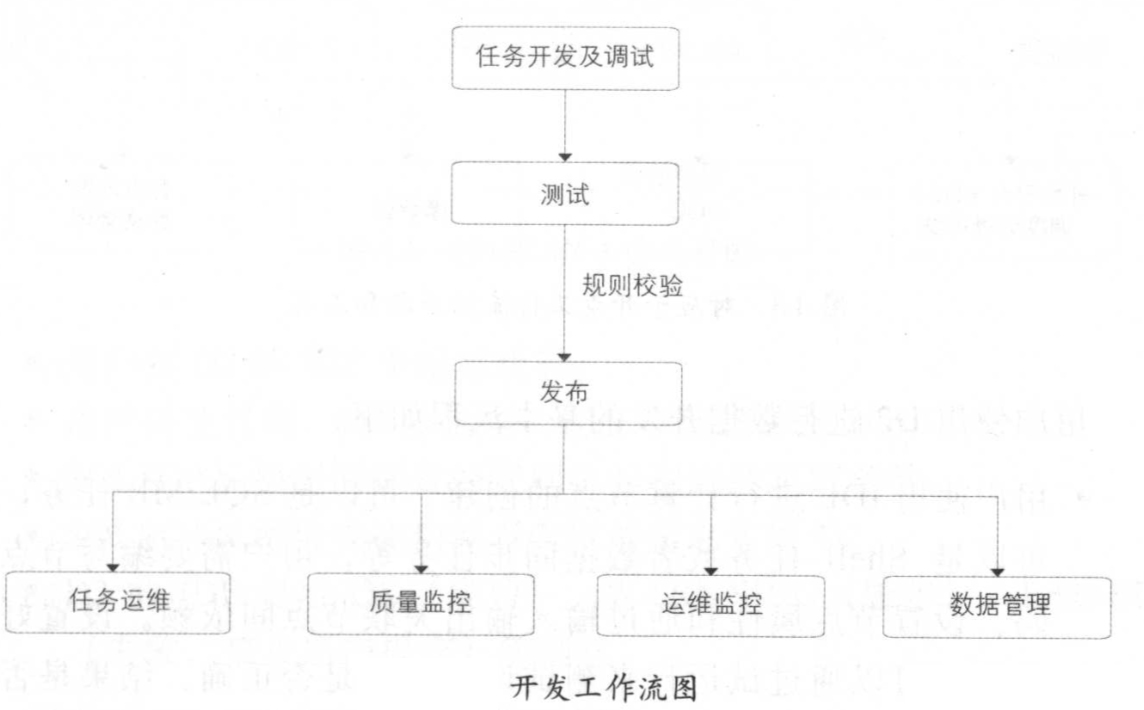 任务开发及调试
测试
规则校验
发布
任务运维
质量监控
运维监控
数据管理
开发工作流图